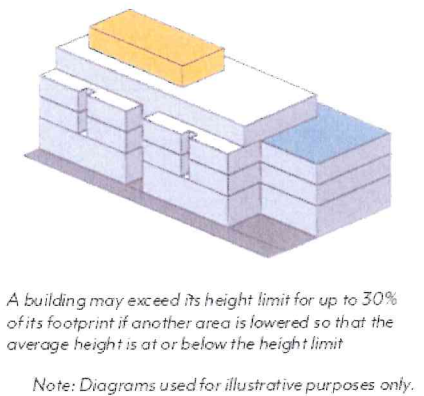 A building may exceed its height limit for up to 30%
of its footprint if another area is lowered so that the
average height is at or below the height limit
Note: Diagrams used for illustrative purposes only.